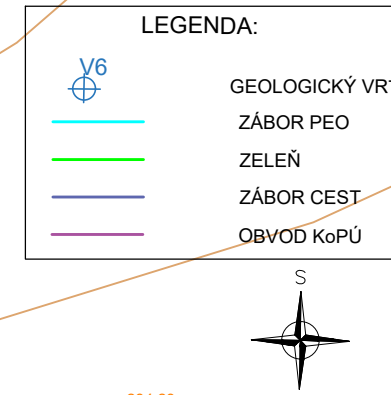 LEGENDA:
V6
GEOLOGICKÝ VRT
ZÁBOR PEO
ZELEŇ
ZÁBOR CEST
OBVOD KoPÚ
S